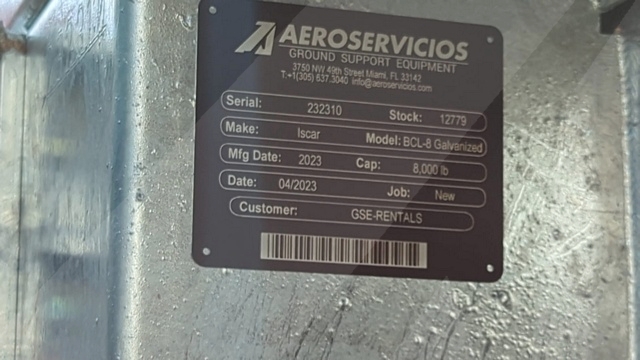 AEROSERVICIOS
GROUND SUPPORT EQUIPMENT
3750 NW 49th Street Miami, FL 33142
T:+1(305) 637.3040 info@aeroservicios.com
Serial: 232310 Stock: 12779
Make: Iscar Model: BCL-8 Galvanized
Mfg Date: 2023 Cap: 8,000 lb
Date: 04/2023 Job: New
Customer: GSE-RENTALS